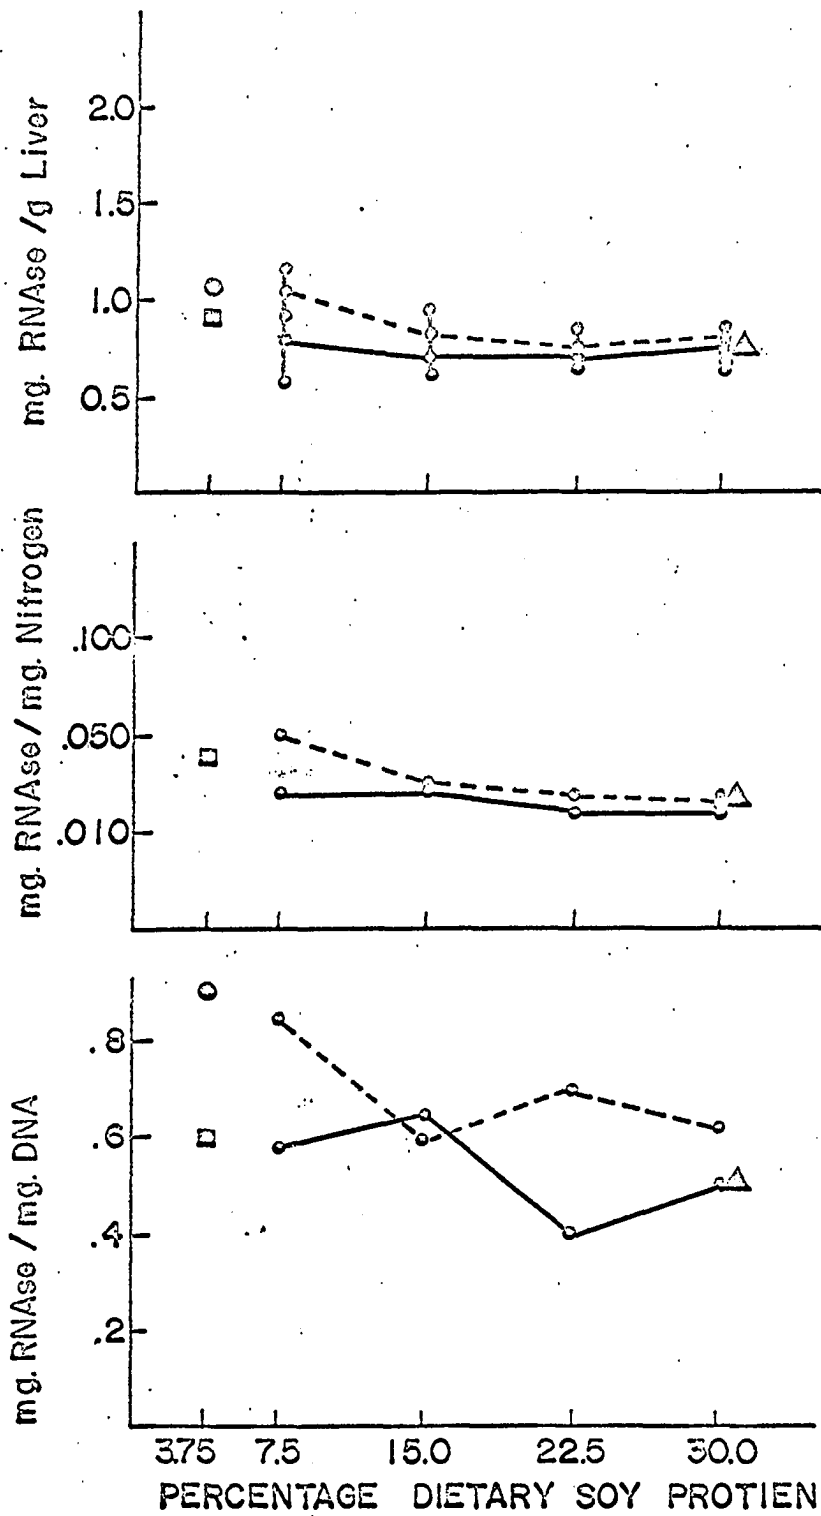 mg. RNAse /g Liver
2.0
1.5
1.0
0.5
mg. RNAse / mg. Nitrogen
.100
.050
.010
mg. RNAse / mg. DNA
.8
.6
.4
.2
3.75 7.5 15.0 22.5 30.0
PERCENTAGE DIETARY SOY PROTIEN